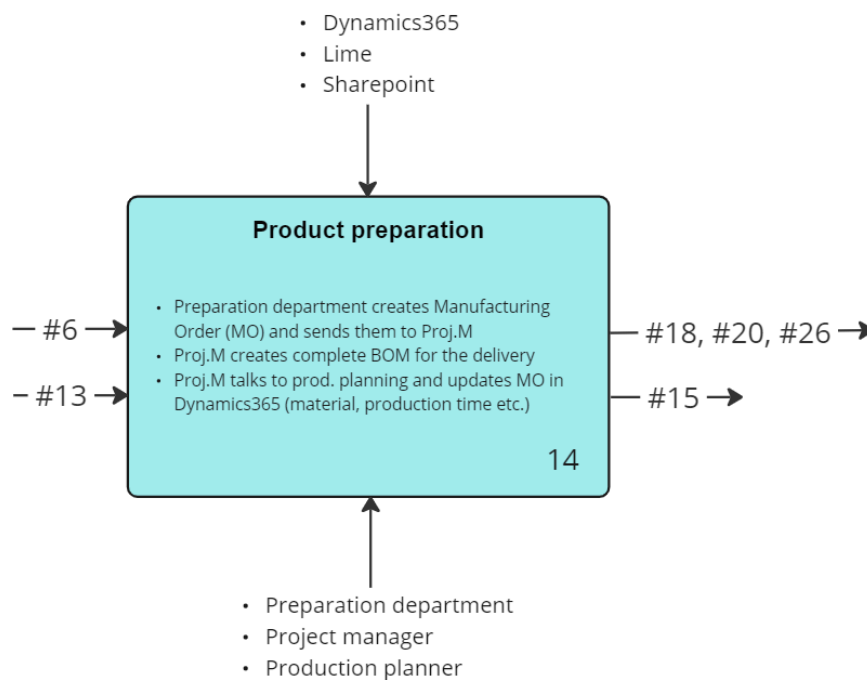 • Dynamics365
• Lime
• Sharepoint
Product preparation
• Preparation department creates Manufacturing
Order (MO) and sends them to Proj.M
• Proj.M creates complete BOM for the delivery
• Proj.M talks to prod. planning and updates MO in
Dynamics365 (material, production time etc.)
#6
#13
#18, #20, #26
#15
14
• Preparation department
• Project manager
• Production planner